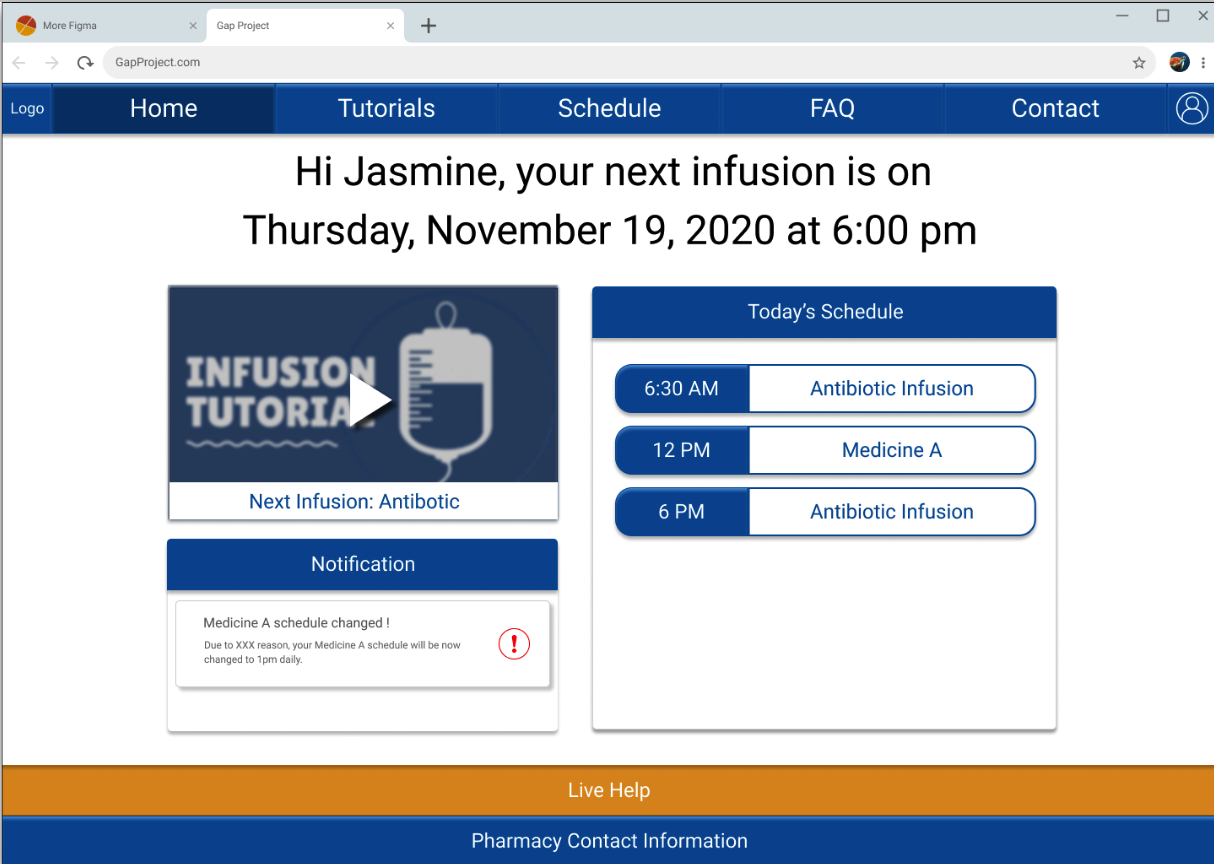 More Figma
Gap Project
GapProject.com
Logo
Home
Tutorials
Schedule
FAQ
Contact
Hi Jasmine, your next infusion is on
Thursday, November 19, 2020 at 6:00 pm
INFUSION
TUTORIAL
Next Infusion: Antibotic
Notification
Medicine A schedule changed !
Due to XXX reason, your Medicine A schedule will be now
changed to 1pm daily.
!
Today’s Schedule
6:30 AM
Antibiotic Infusion
12 PM
Medicine A
6 PM
Antibiotic Infusion
Live Help
Pharmacy Contact Information